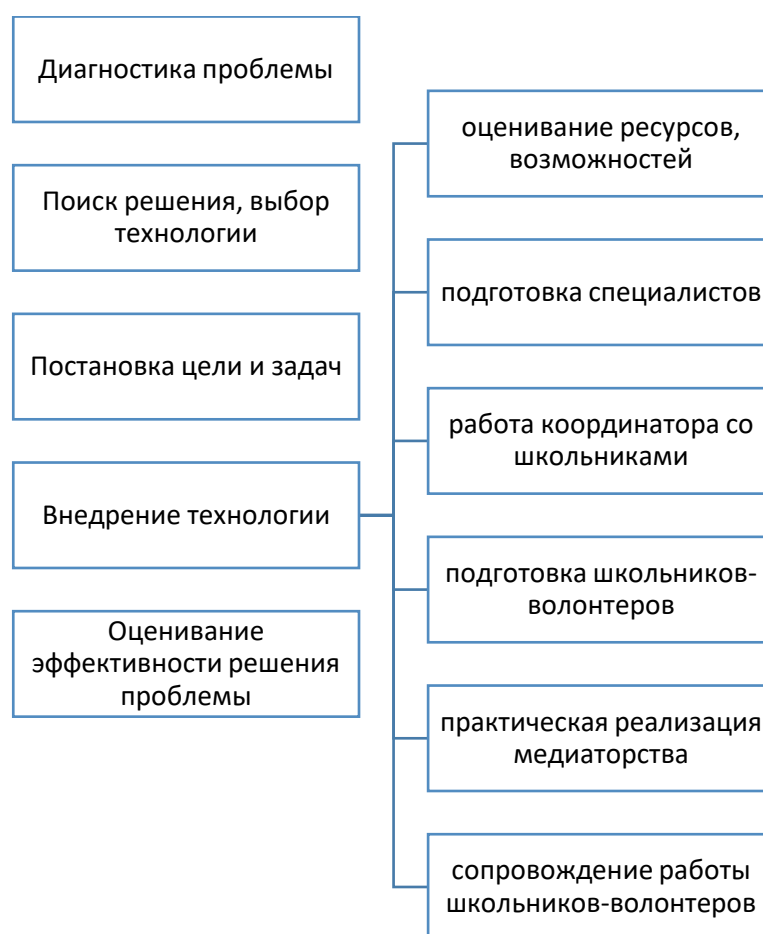 Диагностика проблемы
Поиск решения, выбор
технологии
Постановка цели и задач
Внедрение технологии
Оценивание
эффективности решения
проблемы
оценивание ресурсов,
возможностей
подготовка специалистов
работа координатора со
школьниками
подготовка школьников-
волонтеров
практическая реализация
медиаторства
сопровождение работы
школьников-волонтеров